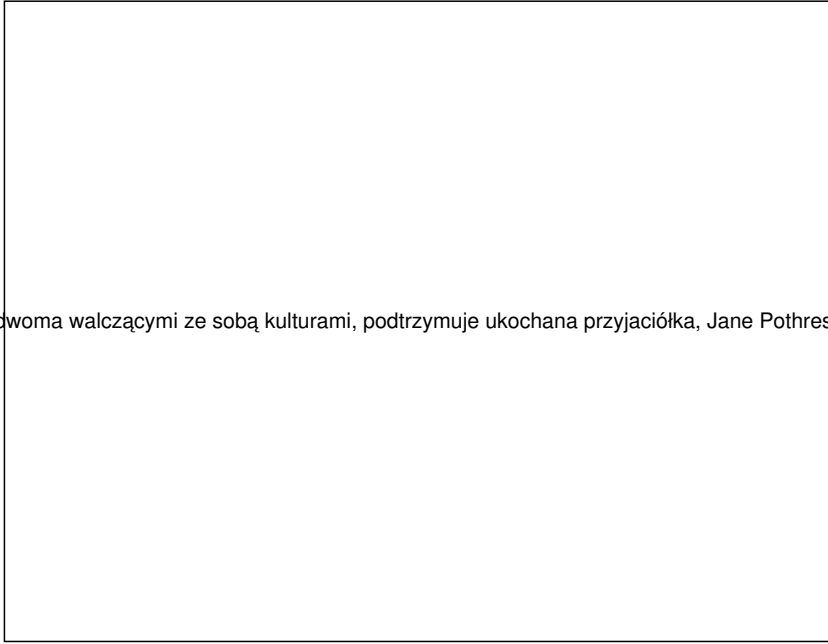 dwoma walczącymi ze sobą kulturami, podtrzymuje ukochana przyjaciółka, Jane Pothres